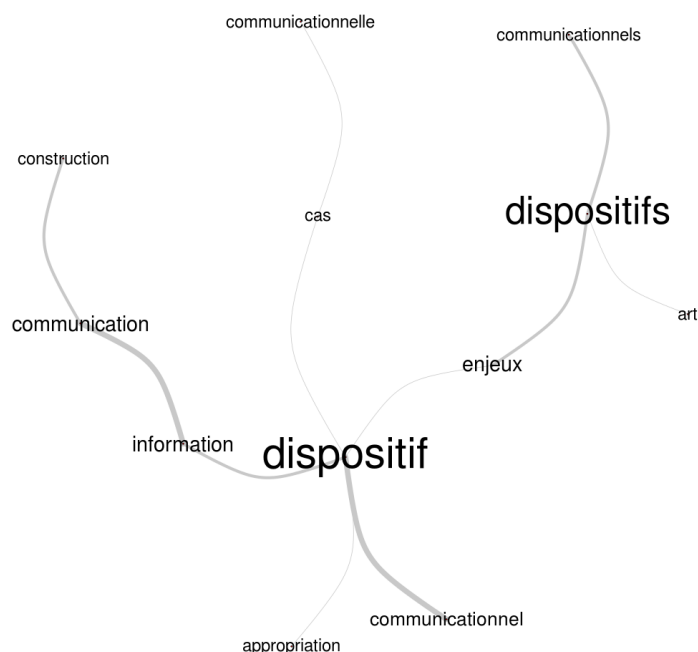 communicationnelle
communicationnels
construction
cas
dispositifs
art
communication
enjeux
information
dispositif
communicationnel
appropriation